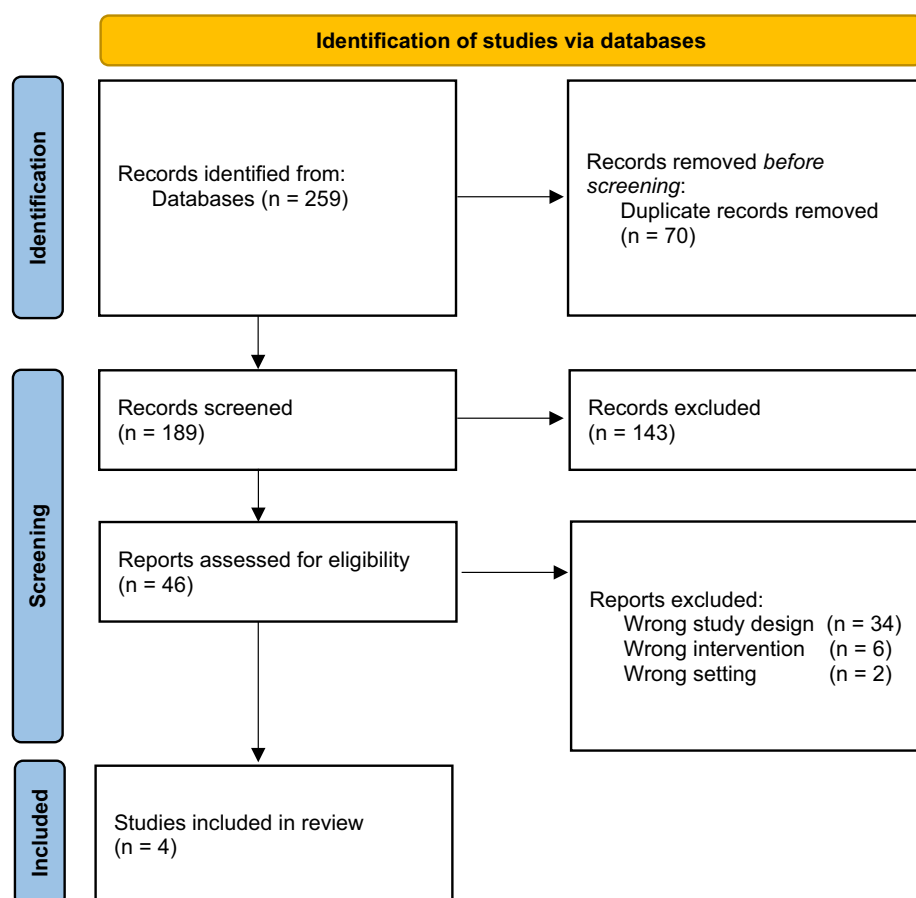 Identification of studies via databases
Identification
Records identified from:
Databases (n = 259)
Records removed before
screening:
Duplicate records removed
(n = 70)
Screening
Records screened
(n = 189)
Records excluded
(n = 143)
Reports assessed for eligibility
(n = 46)
Reports excluded:
Wrong study design (n = 34)
Wrong intervention (n = 6)
Wrong setting (n = 2)
Included
Studies included in review
(n = 4)